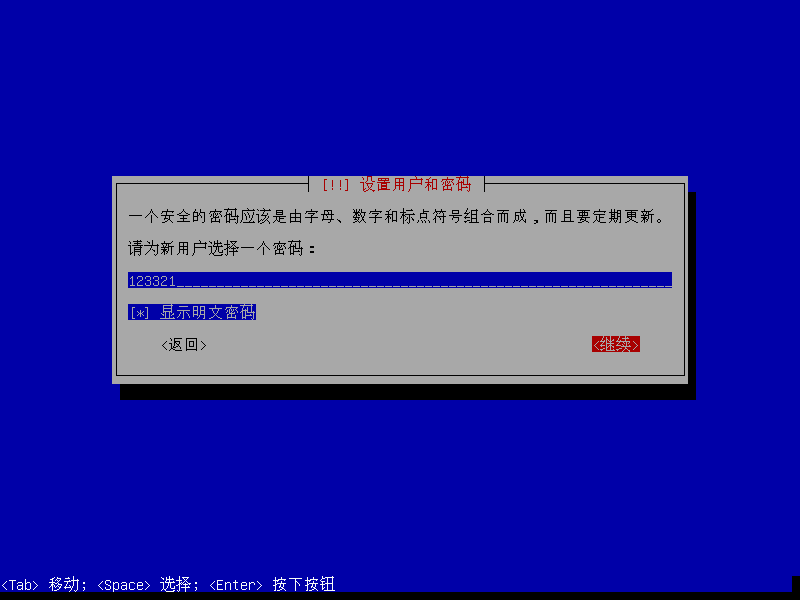 [!!] 设置用户和密码
一个安全的密码应该是由字母、数字和标点符号组合而成，而且要定期更新。
请为新用户选择一个密码：
123321
[*] 显示明文密码
<返回> <继续>
<Tab> 移动; <Space> 选择; <Enter> 按下按钮